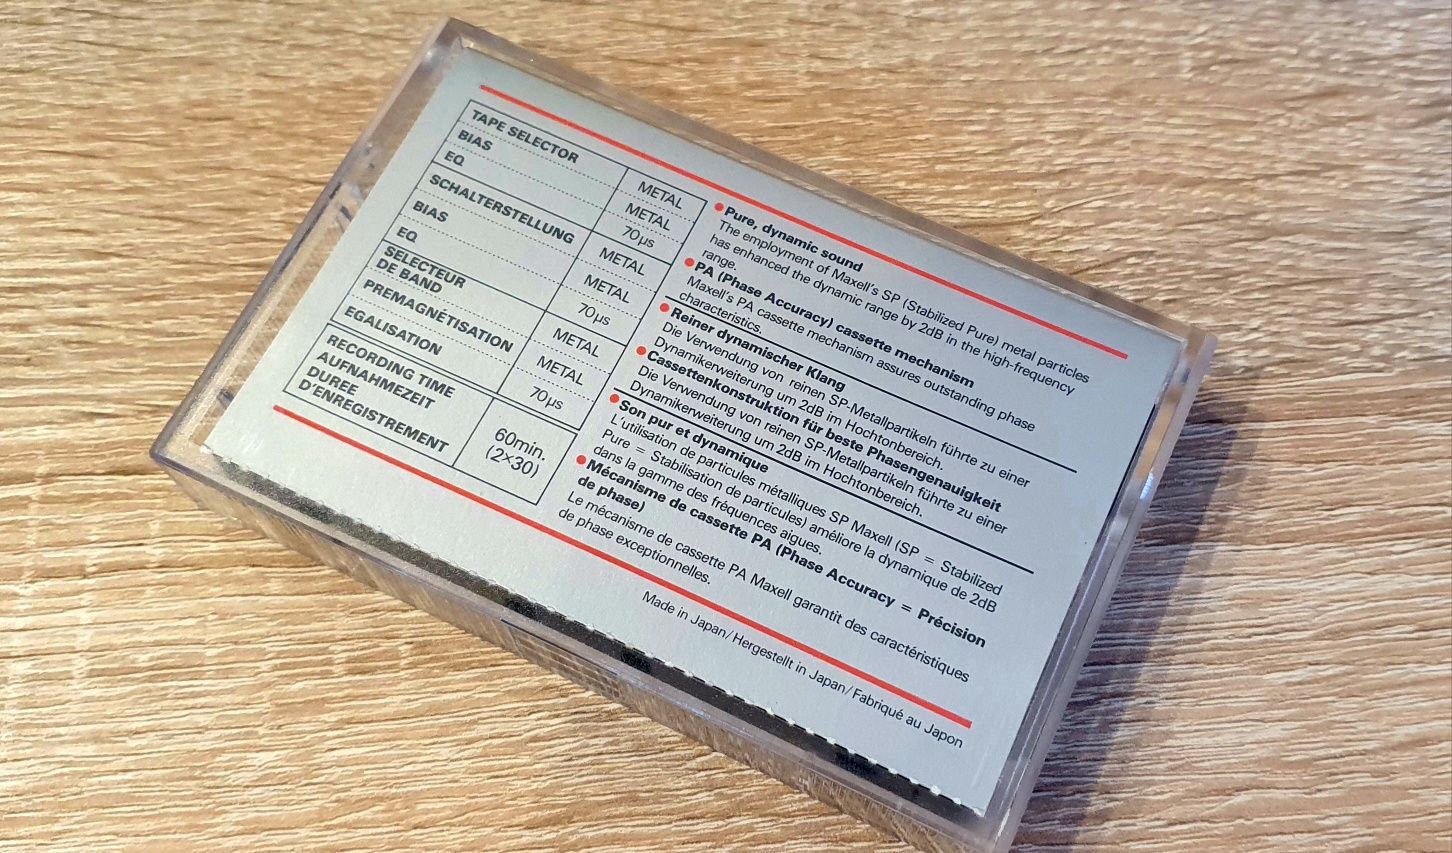 TAPE SELECTOR METAL
BIAS METAL
EQ 70µs
SCHALTERSTELLUNG METAL
BIAS METAL
EQ 70µs
SELECTEUR
DE BAND METAL
PREMAGNÉTISATION METAL
EGALISATION 70µs
RECORDING TIME
AUFNAHMEZEIT
DURÉE
D'ENREGISTREMENT
60min.
(2×30)
● Pure, dynamic sound
The employment of Maxell's SP (Stabilized Pure) metal particles
has enhanced the dynamic range by 2dB in the high-frequency
range.
● PA (Phase Accuracy) cassette mechanism
Maxell's PA cassette mechanism assures outstanding phase
characteristics.
● Reiner dynamischer Klang
Die Verwendung von reinen SP-Metallpartikeln führte zu einer
Dynamikerweiterung um 2dB im Hochtonbereich.
● Cassettenkonstruktion für beste Phasengenauigkeit
Die Verwendung von reinen SP-Metallpartikeln führte zu einer
Dynamikerweiterung um 2dB im Hochtonbereich.
● Son pur et dynamique
L'utilisation de particules métalliques SP Maxell (SP = Stabilized
Pure = Stabilisation de particules) améliore la dynamique de 2dB
dans la gamme des fréquences aigues.
● Mécanisme de cassette PA (Phase Accuracy = Précision
de phase)
Le mécanisme de cassette PA Maxell garantit des caractéristiques
de phase exceptionnelles.
Made in Japan/Hergestellt in Japan/Fabriqué au Japon